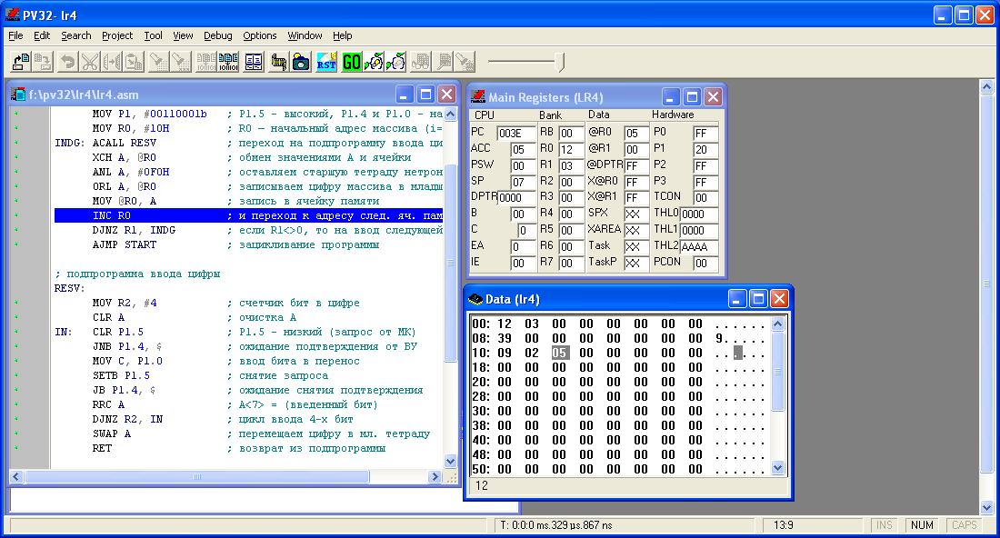 PV32- lr4
File Edit Search Project Tool View Debug Options Window Help
RST GO
f:\pv32\lr4\lr4.asm
MOV P1, #00110001b ; P1.5 - высокий, P1.4 и P1.0 - на
MOV R0, #10H ; R0 – начальный адрес массива (i=
INDG: ACALL RESV ; переход на подпрограмму ввода ци
XCH A, @R0 ; обмен значениями А и ячейки
ANL A, #0F0H ; оставляем старшую тетраду нетрон
ORL A, @R0 ; записываем цифру массива в младш
MOV @R0, A ; запись в ячейку памяти
INC R0 ; и переход к адресу след. яч. пам
DJNZ R1, INDG ; если R1<>0, то на ввод следующей
AJMP START ; зацикливание программы
; подпрограмма ввода цифры
RESV:
MOV R2, #4 ; счетчик бит в цифре
CLR A ; очистка А
IN: CLR P1.5 ; P1.5 - низкий (запрос от МК)
JNB P1.4, $ ; ожидание подтверждения от ВУ
MOV C, P1.0 ; ввод бита в перенос
SETB P1.5 ; снятие запроса
JB P1.4, $ ; ожидание снятия подтверждения
RRC A ; A<7> = (введенный бит)
DJNZ R2, IN ; цикл ввода 4-х бит
SWAP A ; перемещаем цифру в мл. тетраду
RET ; возврат из подпрограммы
Main Registers (LR4)
CPU Bank Data Hardware
PC 003E RB 00 @R0 05 P0 FF
ACC 05 R0 12 @R1 00 P1 20
PSW 00 R1 03 @DPTR FF P2 FF
SP 07 R2 00 X@R0 FF P3 FF
DPTR 0000 R3 00 X@R1 FF TCON 00
B 00 R4 00 SPX XX THL0 0000
C 0 R5 00 XAREA XX THL1 0000
EA 0 R6 00 Task XX THL2 AAAA
IE 00 R7 00 TaskP XX PCON 00
Data (lr4)
00: 12 03 00 00 00 00 00 00 ......
08: 39 00 00 00 00 00 00 00 9.....
10: 09 02 05 00 00 00 00 00 ......
18: 00 00 00 00 00 00 00 00 ......
20: 00 00 00 00 00 00 00 00 ......
28: 00 00 00 00 00 00 00 00 ......
30: 00 00 00 00 00 00 00 00 ......
38: 00 00 00 00 00 00 00 00 ......
40: 00 00 00 00 00 00 00 00 ......
48: 00 00 00 00 00 00 00 00 ......
50: 00 00 00 00 00 00 00 00 ......
12
T: 0:0:0 ms.329 µs.867 ns 13:9 INS NUM CAPS